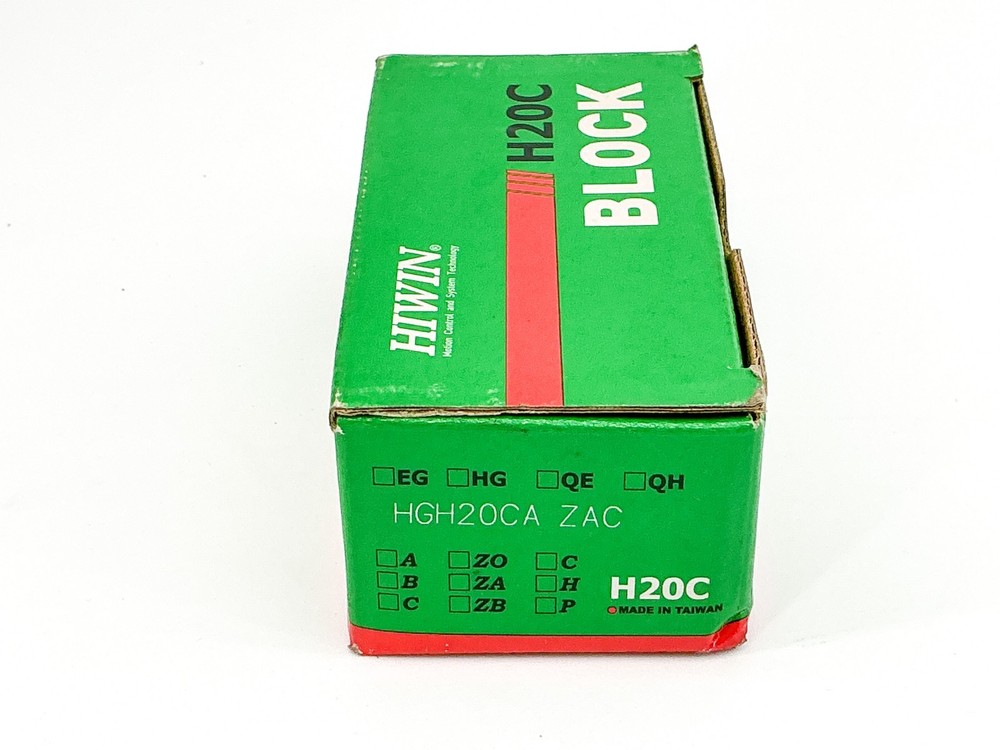 H20C
BLOCK
HIWIN®
Motion Control and System Technology
EG HG QE QH
HGH20CA ZAC
A ZO C
B ZA H
C ZB P
H20C
MADE IN TAIWAN